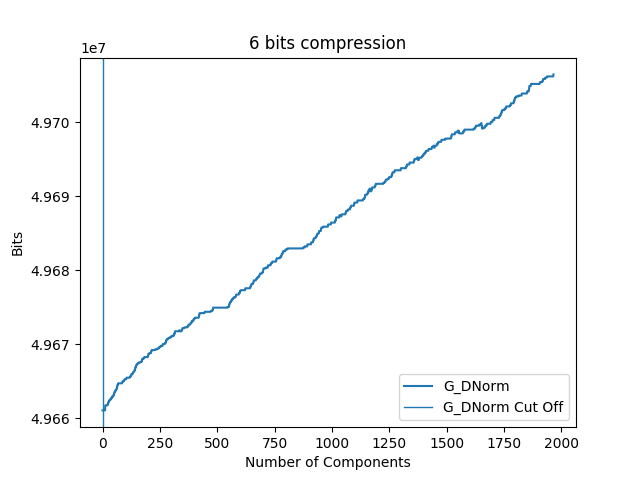 6 bits compression
1e7
4.970
4.969
4.968
4.967
4.966
Bits
0 250 500 750 1000 1250 1500 1750 2000
Number of Components
G_DNorm
G_DNorm Cut Off